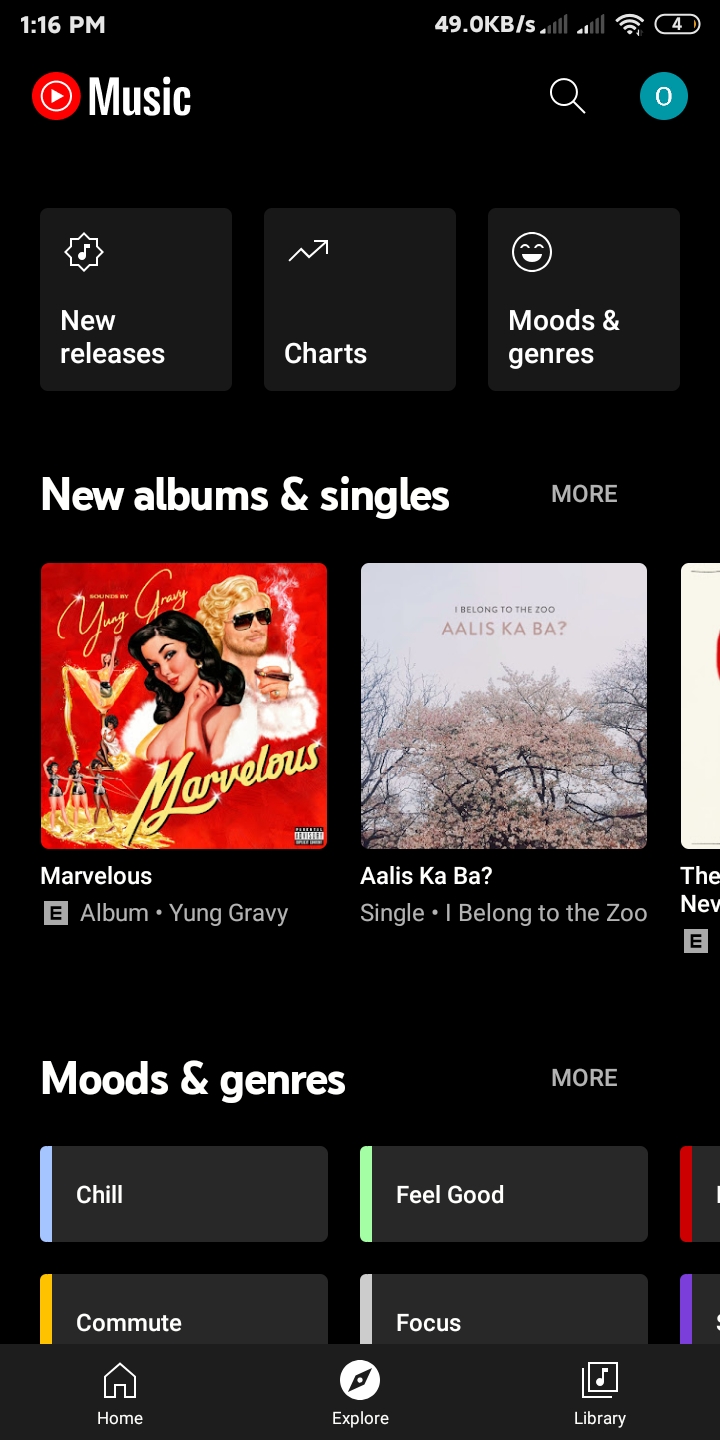 1:16 PM
49.0KB/s
4
Music
O
New
releases
Charts
Moods &
genres
New albums & singles
MORE
SOUNDS BY
Yung Gravy
Marvelous
PARENTAL
ADVISORY
EXPLICIT CONTENT
I BELONG TO THE ZOO
AALIS KA BA?
Marvelous
E Album • Yung Gravy
Aalis Ka Ba?
Single • I Belong to the Zoo
The
Nev
E
Moods & genres
MORE
Chill
Feel Good
Commute
Focus
Home
Explore
Library